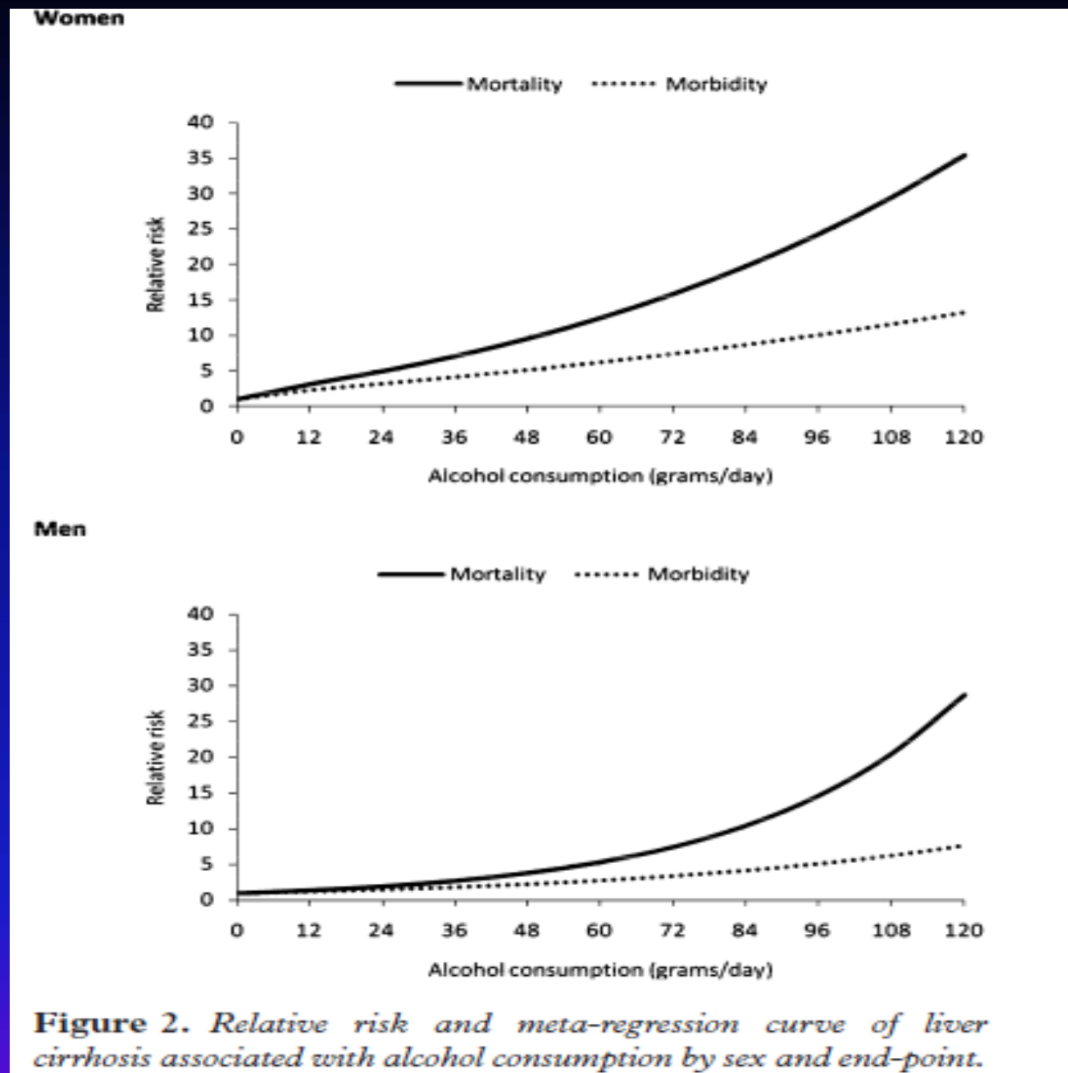 Women
Mortality Morbidity
40
35
30
25
20
15
10
5
0
Relative risk
0 12 24 36 48 60 72 84 96 108 120
Alcohol consumption (grams/day)
Men
Mortality Morbidity
40
35
30
25
20
15
10
5
0
Relative risk
0 12 24 36 48 60 72 84 96 108 120
Alcohol consumption (grams/day)
Figure 2. Relative risk and meta-regression curve of liver
cirrhosis associated with alcohol consumption by sex and end-point.